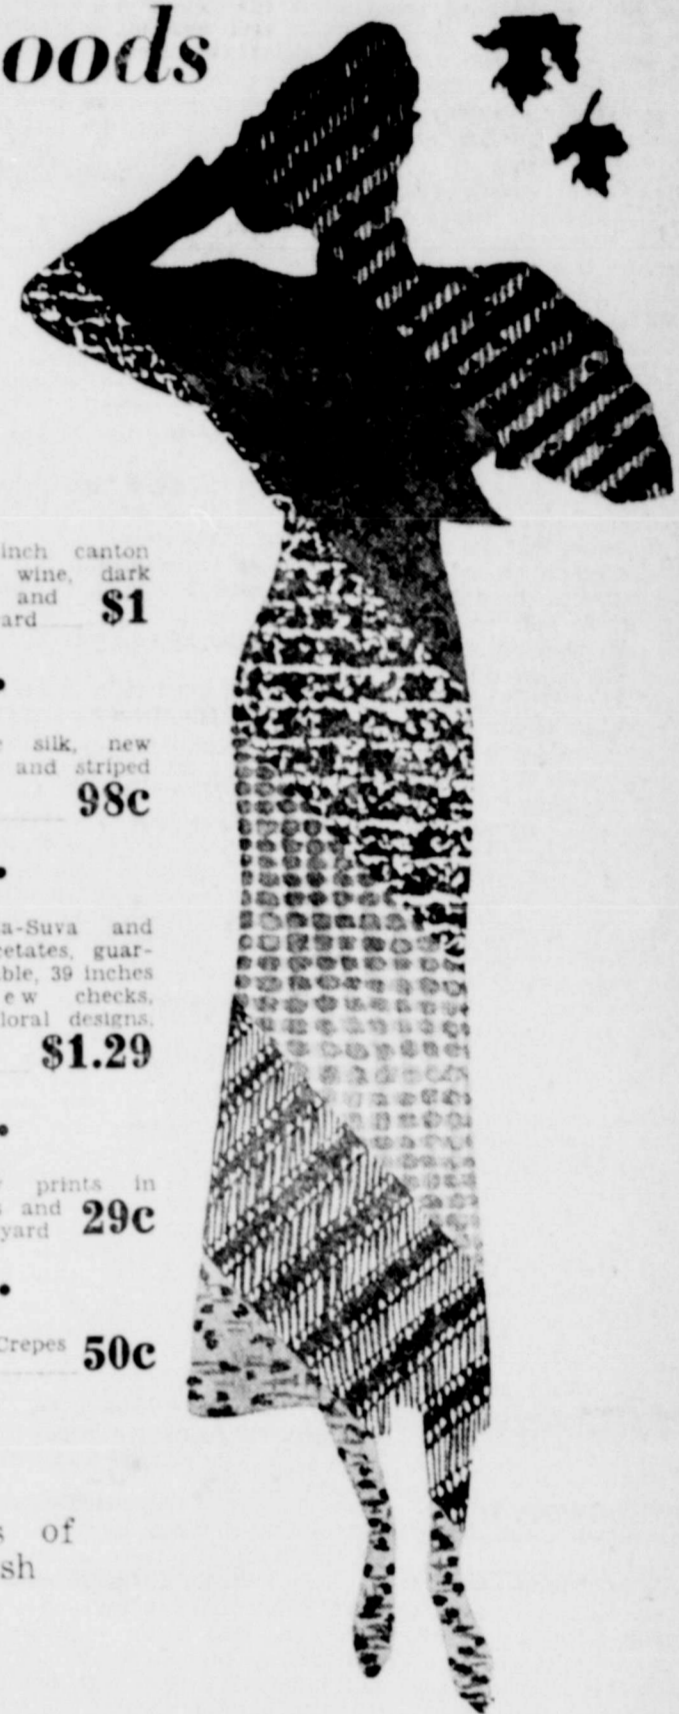 oods
inch canton
wine, dark
and
ard $1
silk, new
and striped
98c
a-Suva and
cetates, guar-
ble, 39 inches
ew checks,
loral designs,
$1.29
prints in
and
yard 29c
Crepes 50c
s of
sh